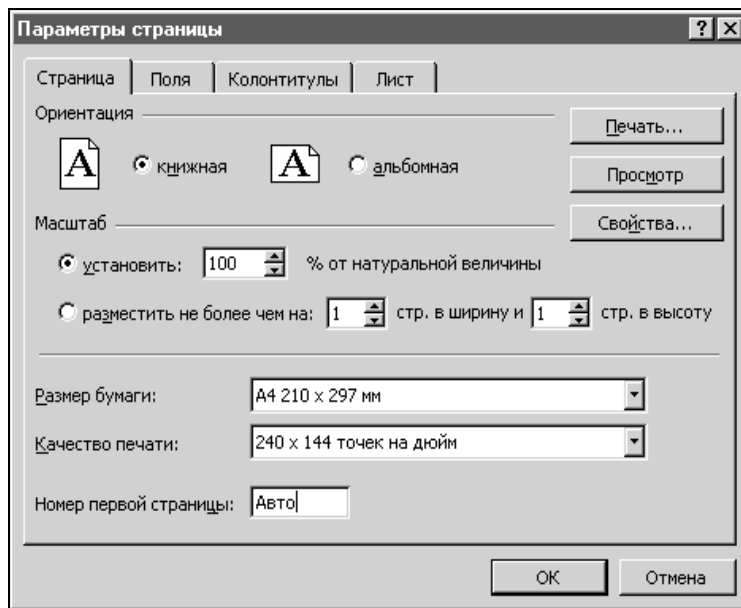 Параметры страницы
Страница Поля Колонтитулы Лист
Ориентация
Печать...
A книжная A альбомная
Просмотр
Масштаб
Свойства...
установить: 100 % от натуральной величины
разместить не более чем на: 1 стр. в ширину и 1 стр. в высоту
Размер бумаги: A4 210 x 297 мм
Качество печати: 240 x 144 точек на дюйм
Номер первой страницы: Авто
ОК Отмена